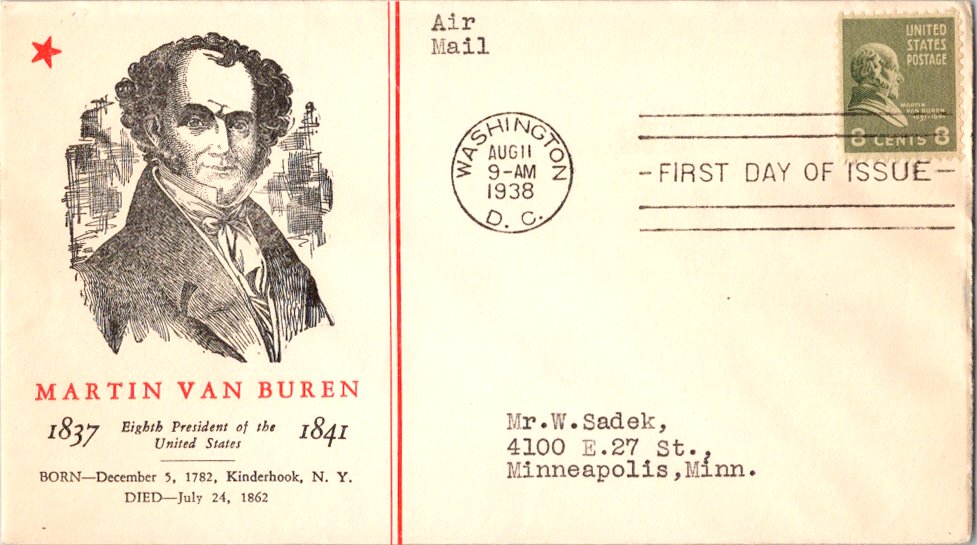 Air
Mail
UNITED
STATES
POSTAGE
MARTIN
VAN BUREN
8 CENTS 8
WASHINGTON
AUG 11
9-AM
1938
D. C.
-FIRST DAY OF ISSUE-
MARTIN VAN BUREN
1837 Eighth President of the 1841
United States
BORN—December 5, 1782, Kinderhook, N. Y.
DIED—July 24, 1862
Mr.W.Sadek,
4100 E.27 St.,
Minneapolis,Minn.